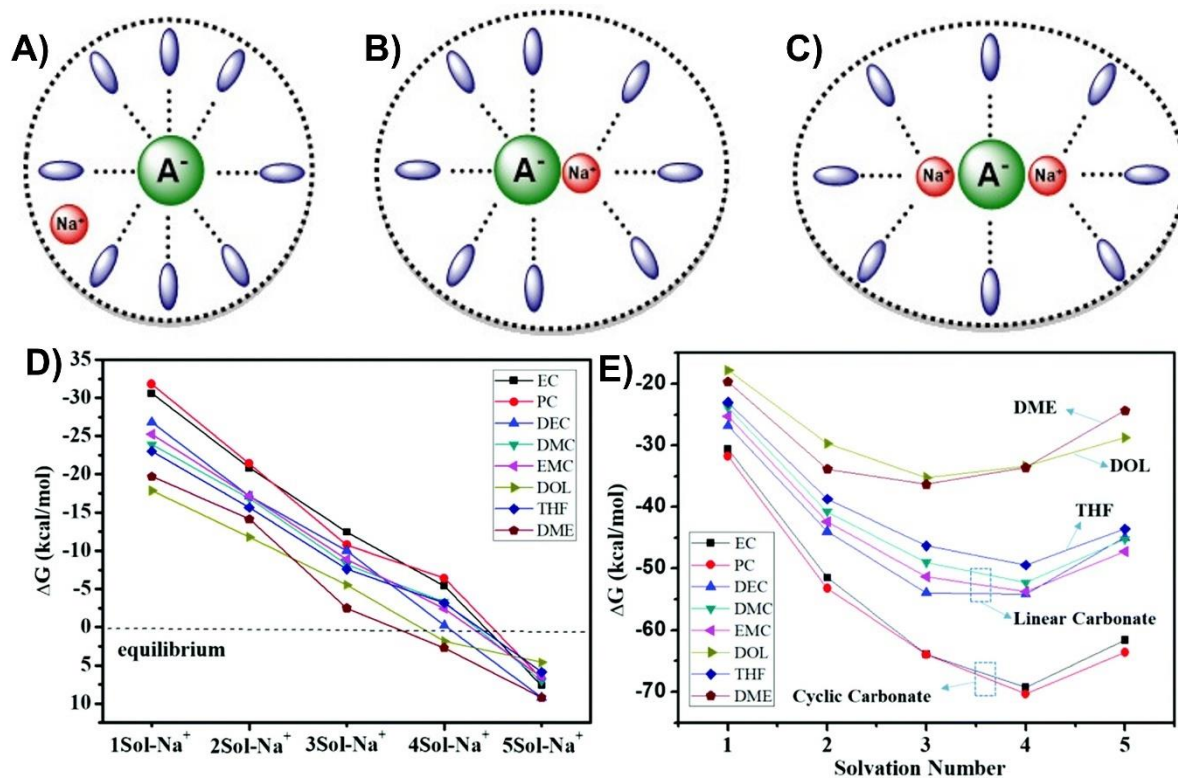 A)
B)
C)
A⁻
Na⁺
A⁻
Na⁺
Na⁺
A⁻
Na⁺
D)
35
-30
-25
-20
-15
-10
-5
0
5
10
ΔG (kcal/mol)
EC
PC
DEC
DMC
EMC
DOL
THF
DME
equilibrium
1Sol-Na⁺ 2Sol-Na⁺ 3Sol-Na⁺ 4Sol-Na⁺ 5Sol-Na⁺
E)
-20
-30
-40
-50
-60
-70
ΔG (kcal/mol)
DME
DOL
THF
EC
PC
DEC
DMC
EMC
DOL
THF
DME
Linear Carbonate
Cyclic Carbonate
1 2 3 4 5
Solvation Number